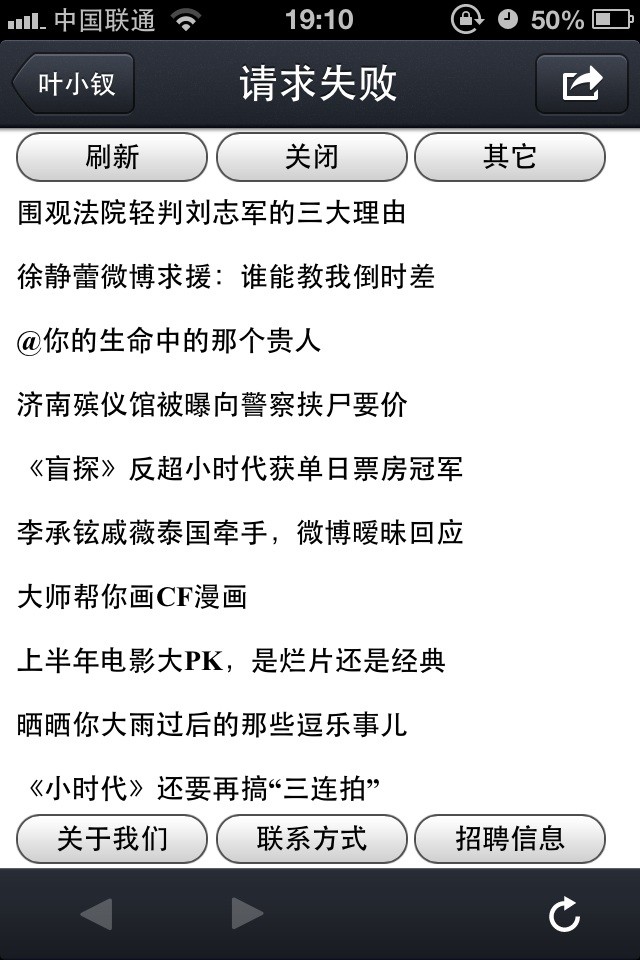 中国联通 19:10 50%
叶小钗 请求失败
刷新 关闭 其它
围观法院轻判刘志军的三大理由
徐静蕾微博求援：谁能教我倒时差
@你的生命中的那个贵人
济南殡仪馆被曝向警察挟尸要价
《盲探》反超小时代获单日票房冠军
李承铉戚薇泰国牵手，微博暧昧回应
大师帮你画CF漫画
上半年电影大PK，是烂片还是经典
晒晒你大雨过后的那些逗乐事儿
《小时代》还要再搞“三连拍”
关于我们 联系方式 招聘信息